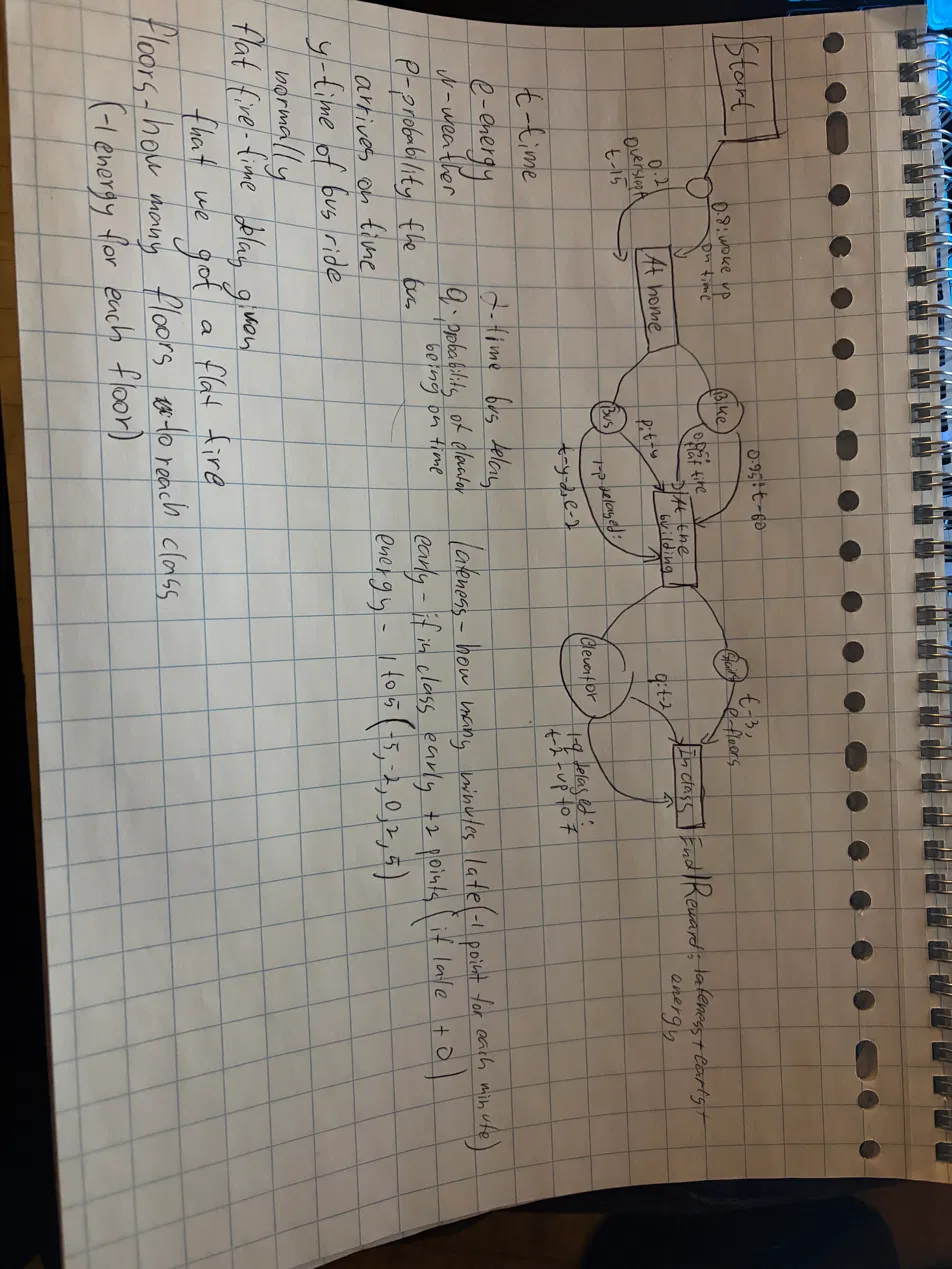 Start
0.8: woke up
on time
0.2
overslept
t-15
At home
Bike
0.95: t-60
0.05:
flat tire
Bus
p: t-y
1-p delayed:
t-y-z, e-2
At the
building
Stairs
t-3,
e-floors
Elevator
q: t-2
1-q delayed:
t-2 - up to 7
In class
End/Reward: lateness + early +
energy
t-time
e-energy
w-weather
p-probability the bus
arrives on time
y-time of bus ride
normally
flat tire-time delay given
that we got a flat tire
floors-how many floors to reach class
(-1 energy for each floor)
z-time bus delay
q-probability of elevator
being on time
lateness-how many minutes late (-1 point for each minute)
early-if in class early +2 points (if late +0)
energy- 1 to 5 (-5, -2, 0, 2, 5)